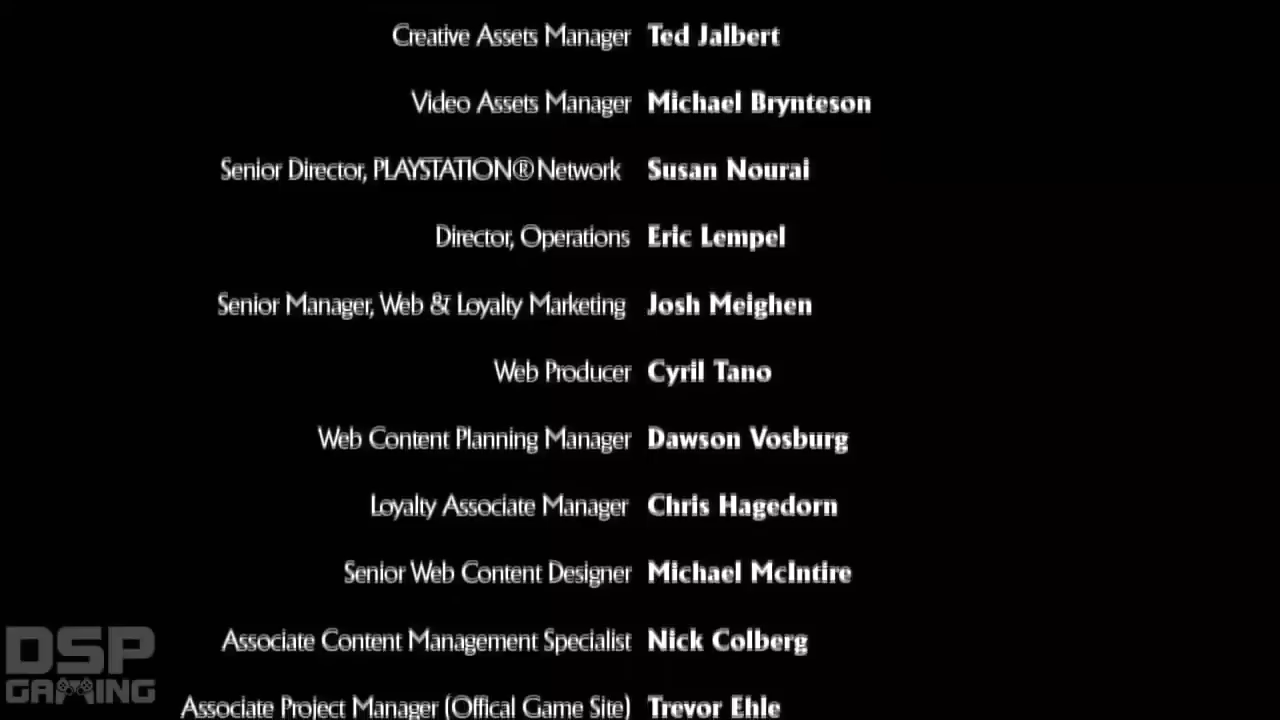 Creative Assets Manager Ted Jalbert
Video Assets Manager Michael Brynteson
Senior Director, PLAYSTATION® Network Susan Nourai
Director, Operations Eric Lempel
Senior Manager, Web & Loyalty Marketing Josh Meighen
Web Producer Cyril Tano
Web Content Planning Manager Dawson Vosburg
Loyalty Associate Manager Chris Hagedorn
Senior Web Content Designer Michael McIntire
Associate Content Management Specialist Nick Colberg
Associate Project Manager (Offical Game Site) Trevor Ehle
DSP
GAMING